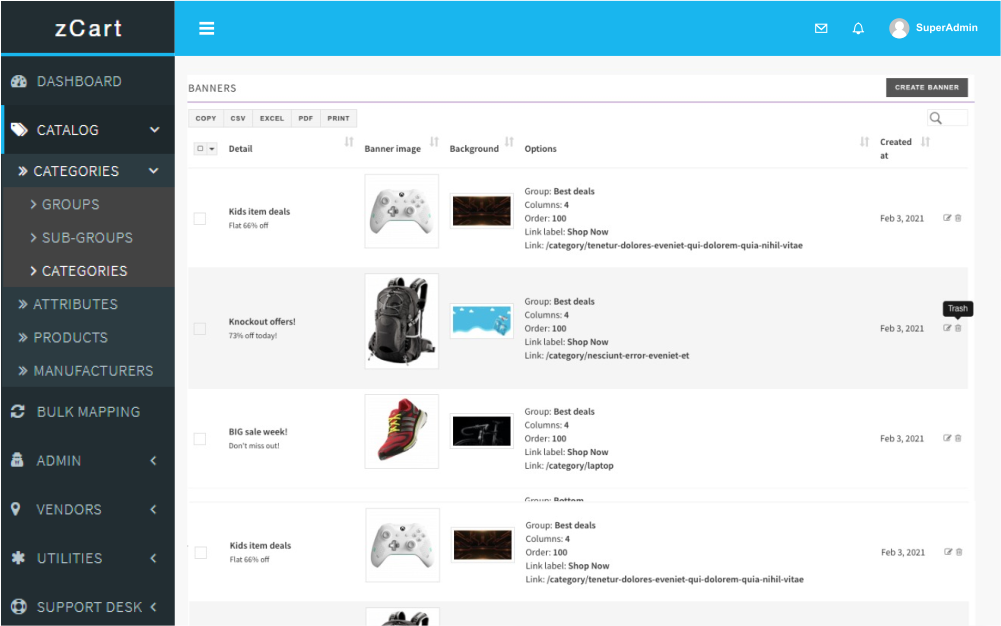 zCart
SuperAdmin
DASHBOARD
CATALOG
CATEGORIES
GROUPS
SUB-GROUPS
CATEGORIES
ATTRIBUTES
PRODUCTS
MANUFACTURERS
BULK MAPPING
ADMIN
VENDORS
UTILITIES
SUPPORT DESK
BANNERS
CREATE BANNER
COPY CSV EXCEL PDF PRINT
Detail Banner image Background Options Created at
Kids item deals
Flat 66% off
Group: Best deals
Columns: 4
Order: 100
Link label: Shop Now
Link: /category/tenetur-dolores-eveniet-qui-dolorem-quia-nihil-vitae
Feb 3, 2021
Trash
Knockout offers!
73% off today!
Group: Best deals
Columns: 4
Order: 100
Link label: Shop Now
Link: /category/nesciunt-error-eveniet-et
Feb 3, 2021
BIG sale week!
Don't miss out!
Group: Best deals
Columns: 4
Order: 100
Link label: Shop Now
Link: /category/laptop
Feb 3, 2021
Group: Bottom
Kids item deals
Flat 66% off
Group: Best deals
Columns: 4
Order: 100
Link label: Shop Now
Link: /category/tenetur-dolores-eveniet-qui-dolorem-quia-nihil-vitae
Feb 3, 2021